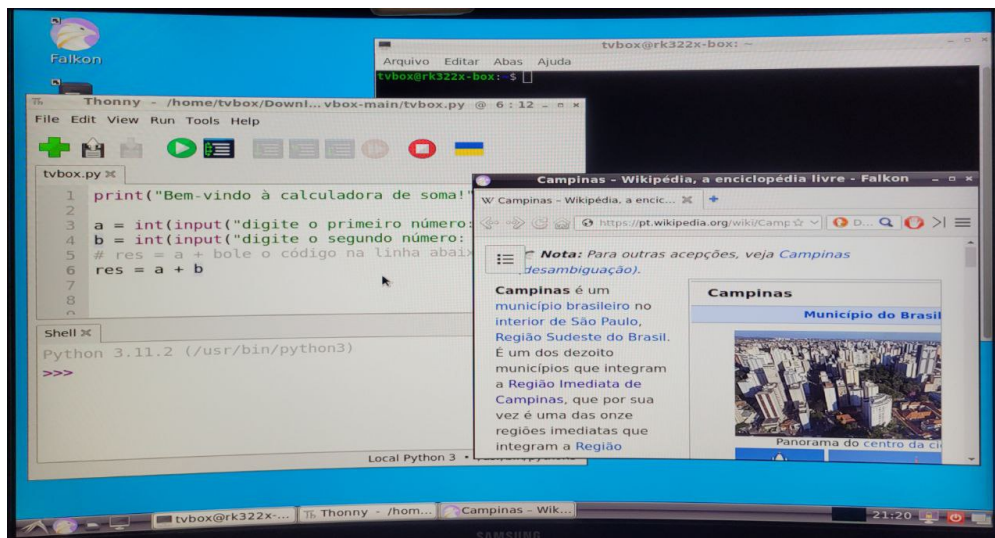 Falkon
tvbox@rk322x-box: ~
Arquivo Editar Abas Ajuda
tvbox@rk322x-box: $
Thonny - /home/tvbox/Downl... vbox-main/tvbox.py @ 6 : 12
File Edit View Run Tools Help
tvbox.py
1 print("Bem-vindo à calculadora de soma!"
2
3 a = int(input("digite o primeiro número:
4 b = int(input("digite o segundo número:
5 # res = a + bole o código na linha abaix
6 res = a + b
7
8
Shell
Python 3.11.2 (/usr/bin/python3)
>>>
Local Python 3 •
Campinas – Wikipédia, a enciclopédia livre - Falkon
W Campinas – Wikipédia, a encic...
https://pt.wikipedia.org/wiki/Camp
D...
Nota: Para outras acepções, veja Campinas
desambiguação).
Campinas é um
município brasileiro no
interior de São Paulo,
Região Sudeste do Brasil.
É um dos dezoito
municípios que integram
a Região Imediata de
Campinas, que por sua
vez é uma das onze
regiões imediatas que
integram a Região
Campinas
Município do Brasil
Panorama do centro da ci
tvbox@rk322x-...
Thonny - /hom...
Campinas – Wik...
21:20
SAMSUNG